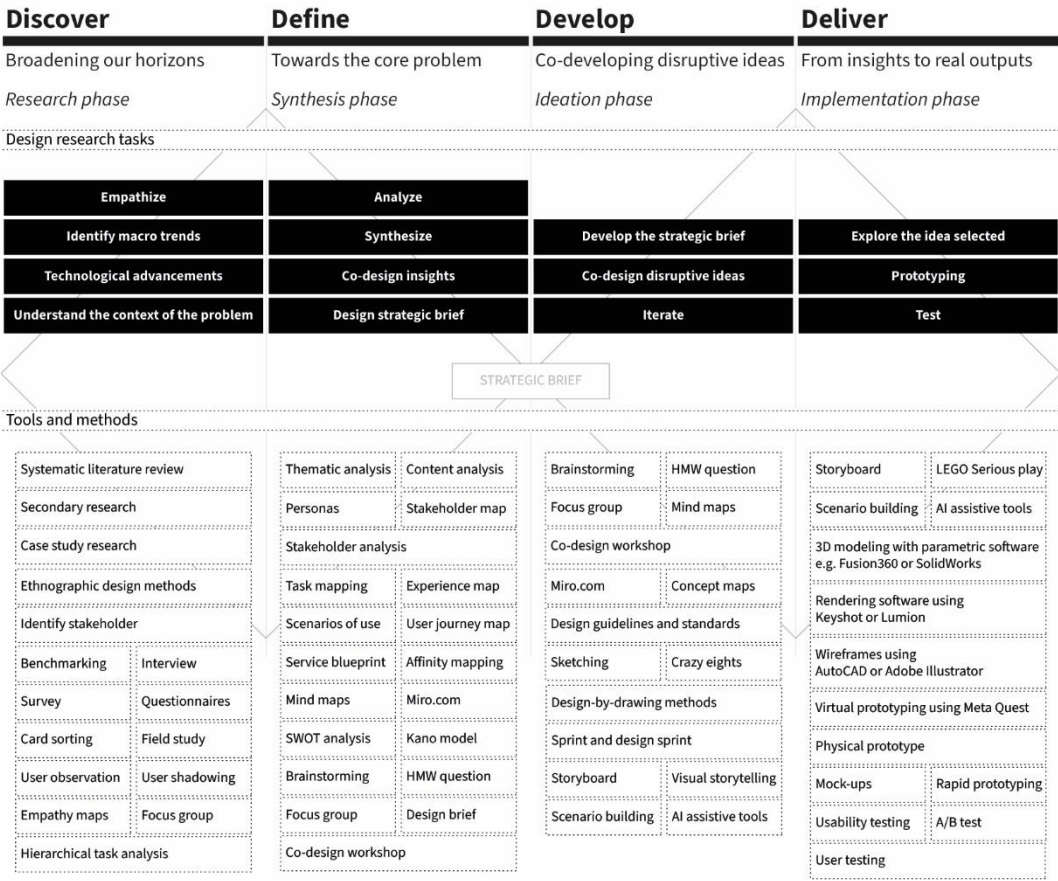 Discover
Broadening our horizons
Research phase
Define
Towards the core problem
Synthesis phase
Develop
Co-developing disruptive ideas
Ideation phase
Deliver
From insights to real outputs
Implementation phase
Design research tasks
Empathize
Identify macro trends
Technological advancements
Understand the context of the problem
Analyze
Synthesize
Co-design insights
Design strategic brief
Develop the strategic brief
Co-design disruptive ideas
Iterate
Explore the idea selected
Prototyping
Test
STRATEGIC BRIEF
Tools and methods
Systematic literature review
Secondary research
Case study research
Ethnographic design methods
Identify stakeholder
Benchmarking
Interview
Survey
Questionnaires
Card sorting
Field study
User observation
User shadowing
Empathy maps
Focus group
Hierarchical task analysis
Thematic analysis
Content analysis
Personas
Stakeholder map
Stakeholder analysis
Task mapping
Experience map
Scenarios of use
User journey map
Service blueprint
Affinity mapping
Mind maps
Miro.com
SWOT analysis
Kano model
Brainstorming
HMW question
Focus group
Design brief
Co-design workshop
Brainstorming
HMW question
Focus group
Mind maps
Co-design workshop
Miro.com
Concept maps
Design guidelines and standards
Sketching
Crazy eights
Design-by-drawing methods
Sprint and design sprint
Storyboard
Visual storytelling
Scenario building
AI assistive tools
Storyboard
LEGO Serious play
Scenario building
AI assistive tools
3D modeling with parametric software
e.g. Fusion360 or SolidWorks
Rendering software using
Keyshot or Lumion
Wireframes using
AutoCAD or Adobe Illustrator
Virtual prototyping using Meta Quest
Physical prototype
Mock-ups
Rapid prototyping
Usability testing
A/B test
User testing